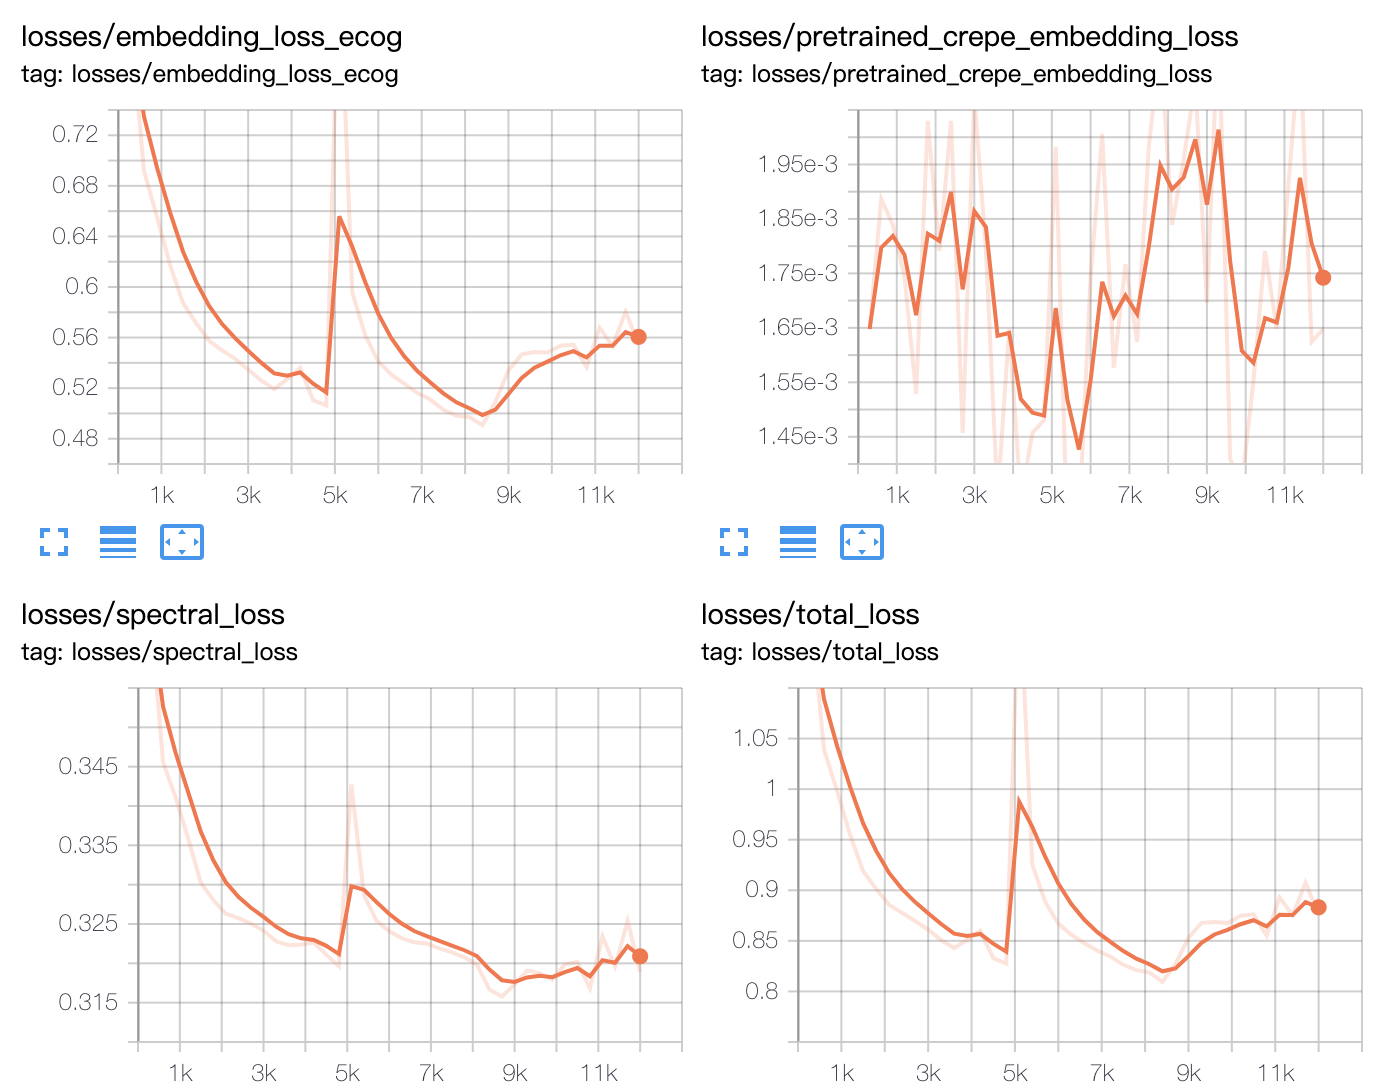 losses/embedding_loss_ecog
tag: losses/embedding_loss_ecog
0.72
0.68
0.64
0.6
0.56
0.52
0.48
1k 3k 5k 7k 9k 11k
losses/pretrained_crepe_embedding_loss
tag: losses/pretrained_crepe_embedding_loss
1.95e-3
1.85e-3
1.75e-3
1.65e-3
1.55e-3
1.45e-3
1k 3k 5k 7k 9k 11k
losses/spectral_loss
tag: losses/spectral_loss
0.345
0.335
0.325
0.315
1k 3k 5k 7k 9k 11k
losses/total_loss
tag: losses/total_loss
1.05
1
0.95
0.9
0.85
0.8
1k 3k 5k 7k 9k 11k